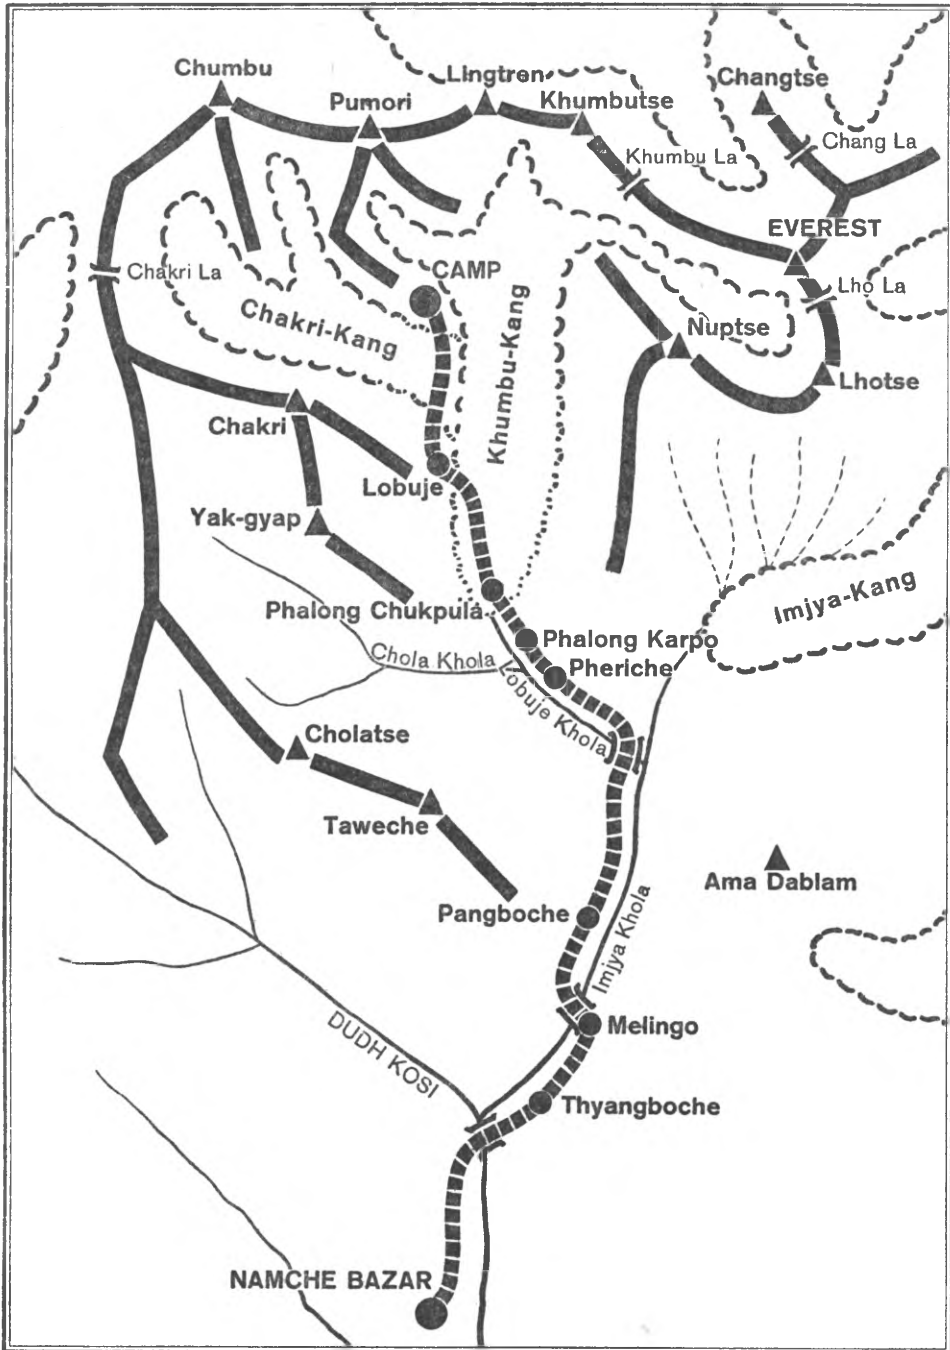 Chumbu
Pumori
Lingtren
Khumbutse
Changtse
Chang La
Khumbu La
EVEREST
Chakri La
CAMP
Lho La
Chakri-Kang
Khumbu-Kang
Nuptse
Lhotse
Chakri
Lobuje
Yak-gyap
Imjya-Kang
Phalong Chukpula
Phalong Karpo
Chola Khola
Pheriche
Lobuje Khola
Cholatse
Taweche
Ama Dablam
Pangboche
Imjya Khola
Melingo
DUDH KOSI
Thyangboche
NAMCHE BAZAR